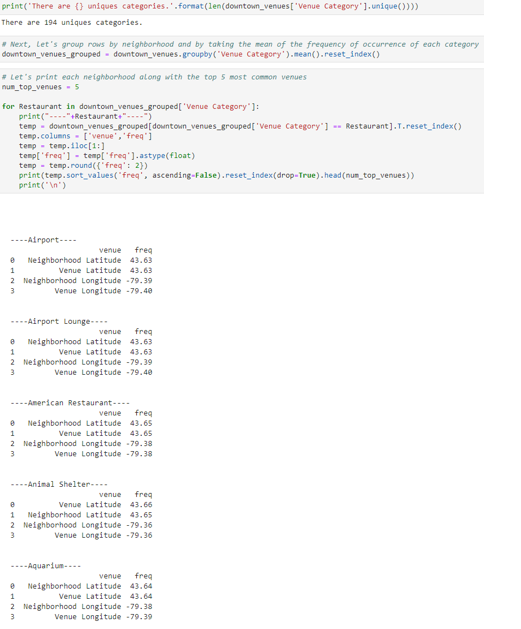 print('There are {} uniques categories.'.format(len(downtown_venues['Venue Category'].unique())))
There are 194 uniques categories.
# Next, Let's group rows by neighborhood and by taking the mean of the frequency of occurrence of each category
downtown_venues_grouped = downtown_venues.groupby('Venue Category').mean().reset_index()
# Let's print each neighborhood along with the top 5 most common venues
num_top_venues = 5
for Restaurant in downtown_venues_grouped['Venue Category']:
print("----"+Restaurant+"----")
temp = downtown_venues_grouped[downtown_venues_grouped['Venue Category'] == Restaurant].T.reset_index()
temp.columns = ['venue','freq']
temp = temp.iloc[1:]
temp['freq'] = temp['freq'].astype(float)
temp = temp.round({'freq': 2})
print(temp.sort_values('freq', ascending=False).reset_index(drop=True).head(num_top_venues))
print('\n')
----Airport----
venue freq
0 Neighborhood Latitude 43.63
1 Venue Latitude 43.63
2 Neighborhood Longitude -79.39
3 Venue Longitude -79.40
----Airport Lounge----
venue freq
0 Neighborhood Latitude 43.63
1 Venue Latitude 43.63
2 Neighborhood Longitude -79.39
3 Venue Longitude -79.40
----American Restaurant----
venue freq
0 Neighborhood Latitude 43.65
1 Venue Latitude 43.65
2 Neighborhood Longitude -79.38
3 Venue Longitude -79.38
----Animal Shelter----
venue freq
0 Venue Latitude 43.66
1 Neighborhood Latitude 43.65
2 Neighborhood Longitude -79.36
3 Venue Longitude -79.36
----Aquarium----
venue freq
0 Neighborhood Latitude 43.64
1 Venue Latitude 43.64
2 Neighborhood Longitude -79.38
3 Venue Longitude -79.39